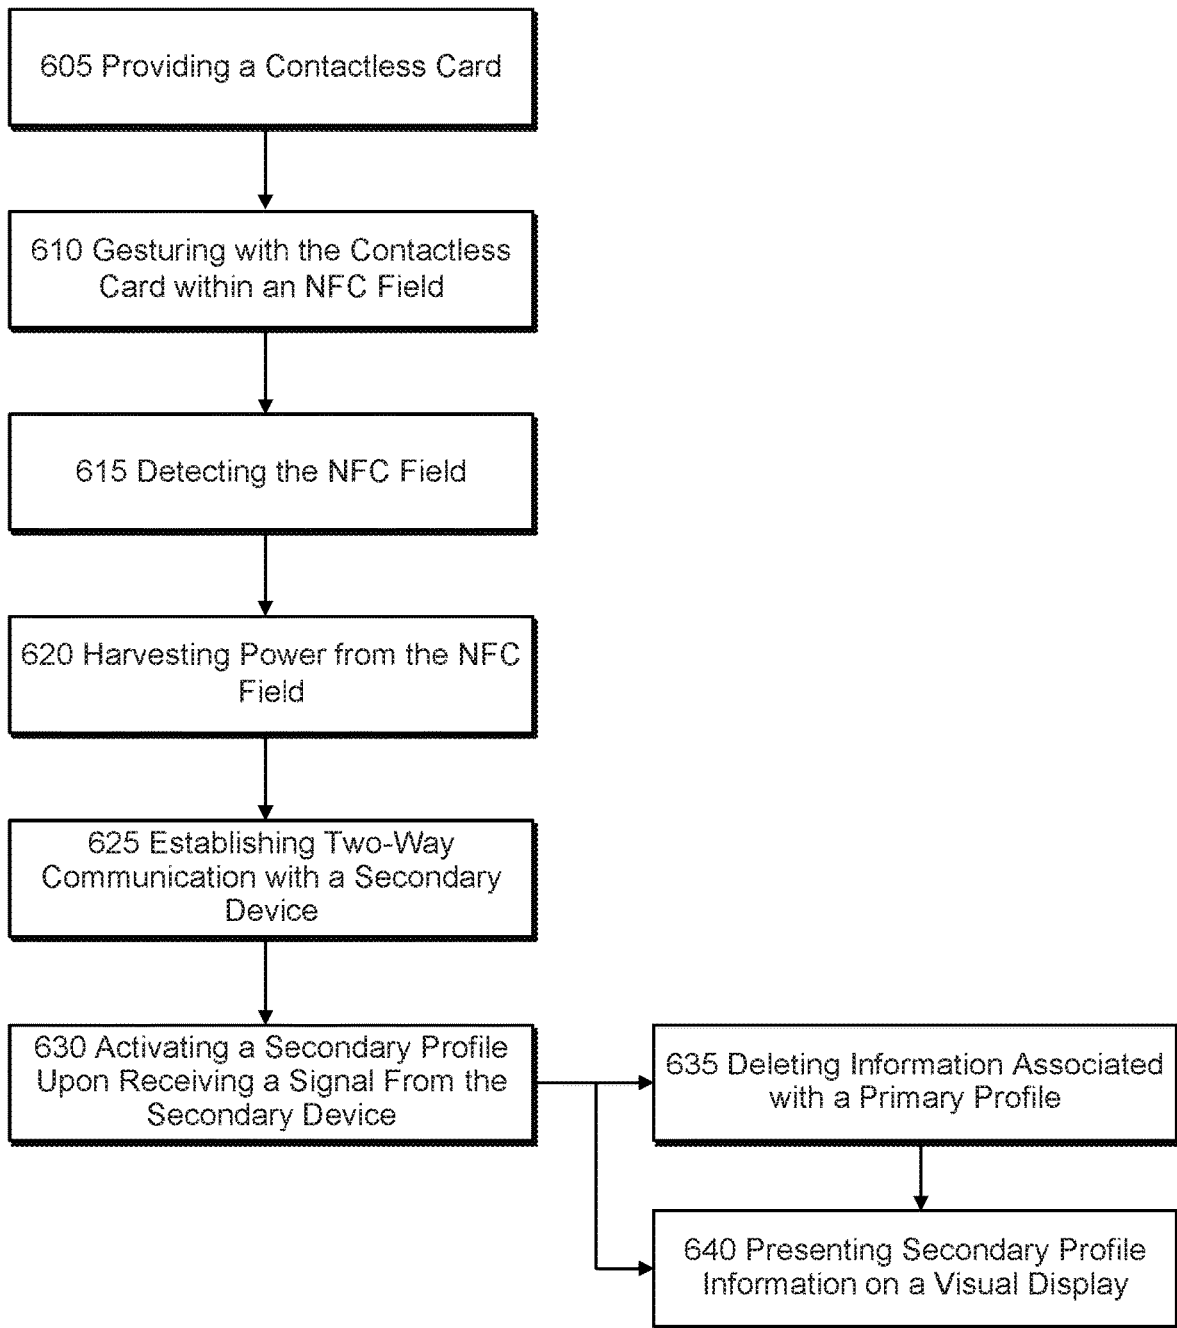 605 Providing a Contactless Card
610 Gesturing with the Contactless
Card within an NFC Field
615 Detecting the NFC Field
620 Harvesting Power from the NFC
Field
625 Establishing Two-Way
Communication with a Secondary
Device
630 Activating a Secondary Profile
Upon Receiving a Signal From the
Secondary Device
635 Deleting Information Associated
with a Primary Profile
640 Presenting Secondary Profile
Information on a Visual Display